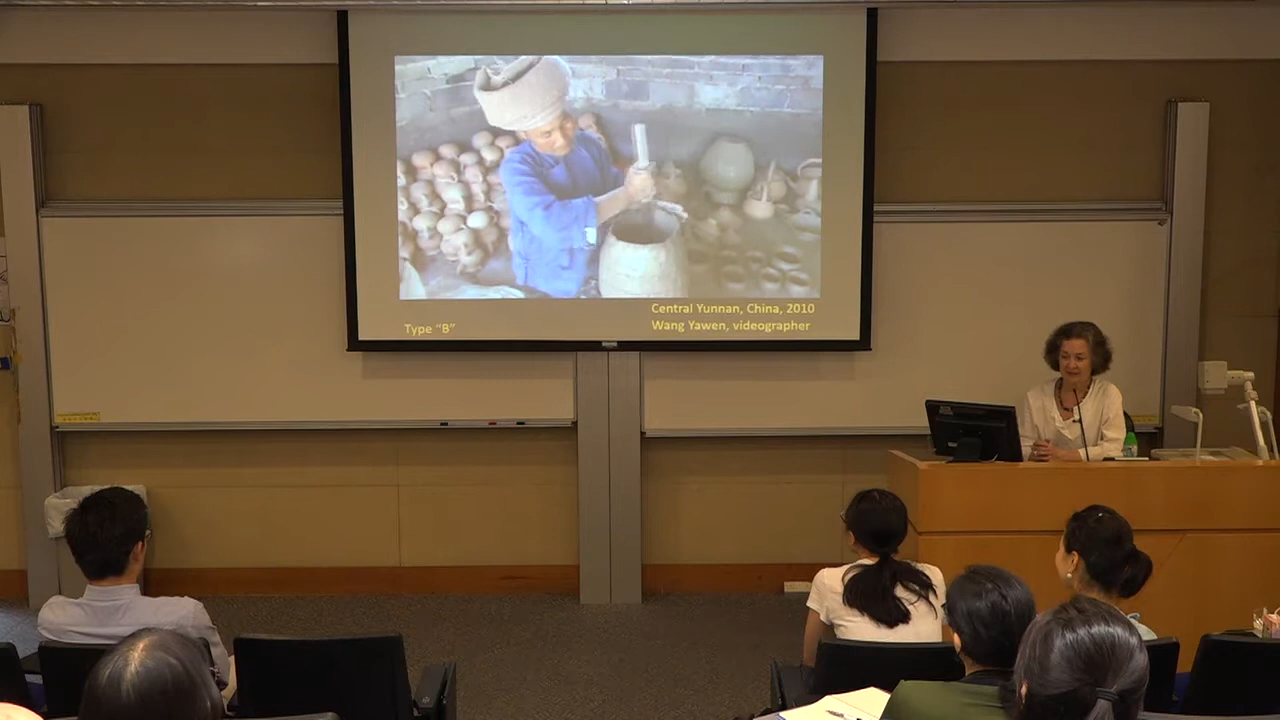 Central Yunnan, China, 2010
Type “B”
Wang Yawen, videographer